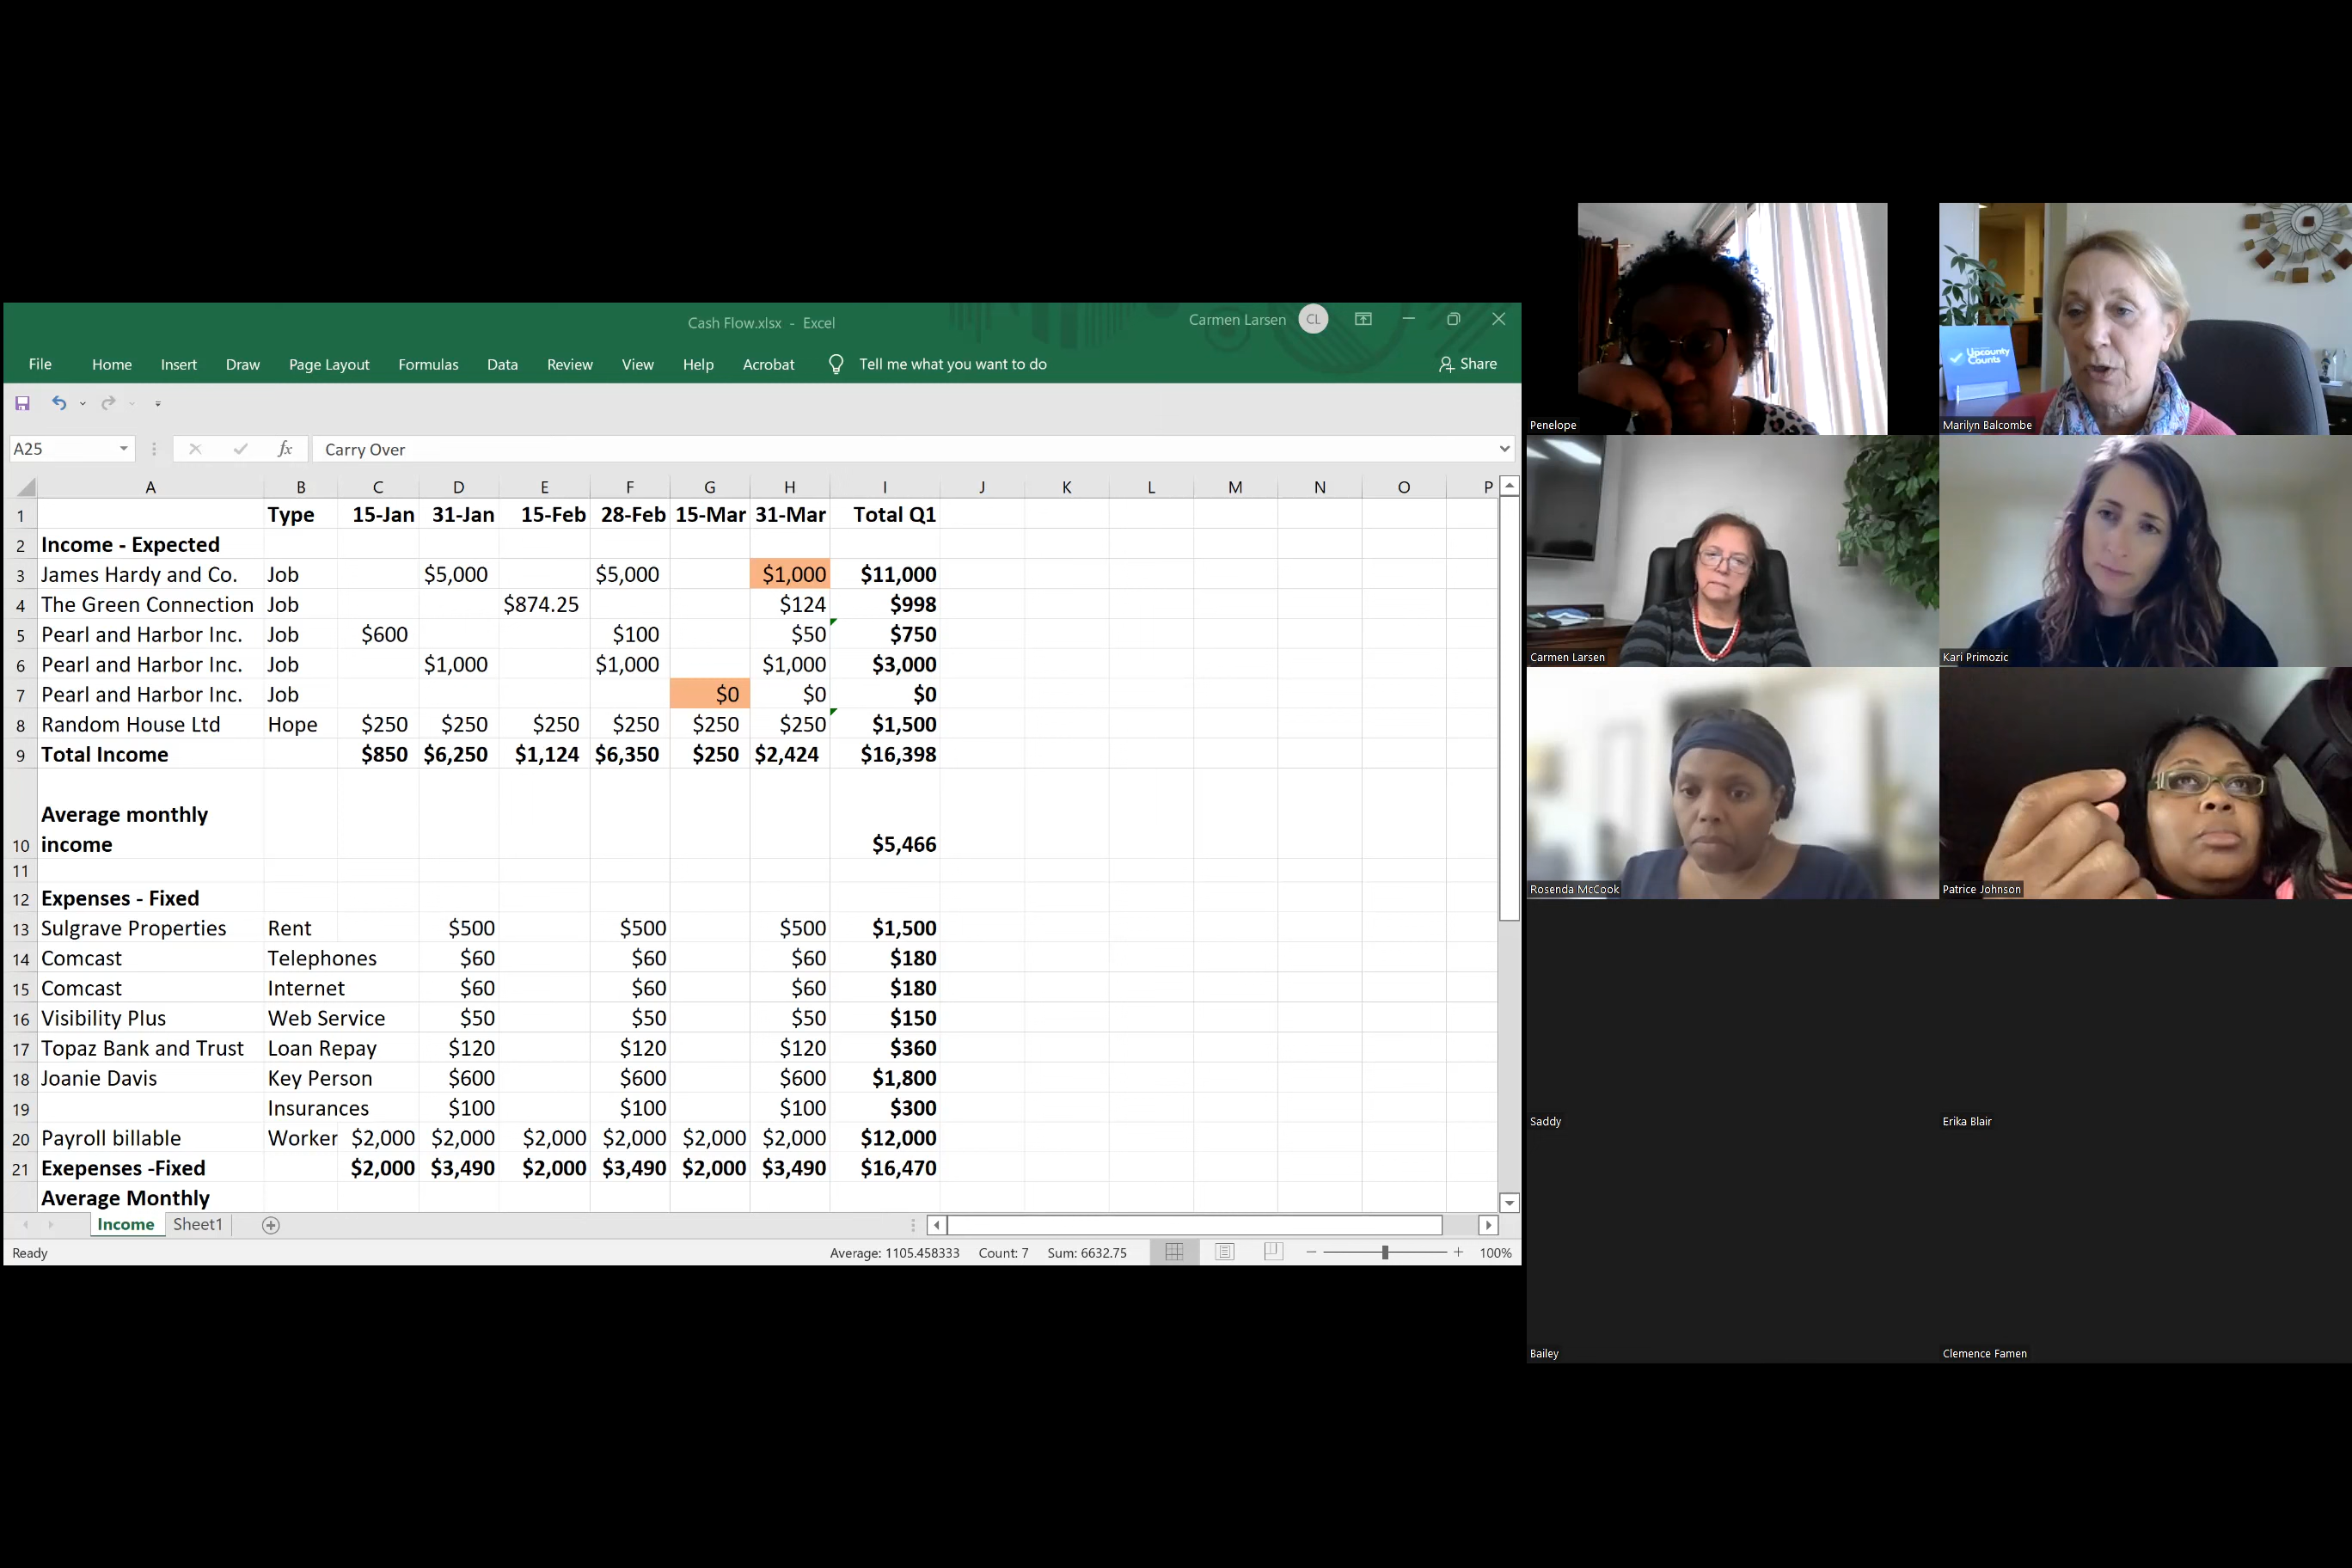 Cash Flow.xlsx - Excel
Carmen Larsen CL
File Home Insert Draw Page Layout Formulas Data Review View Help Acrobat Tell me what you want to do Share
A25 fx Carry Over
A B C D E F G H I J K L M N O P
1 Type 15-Jan 31-Jan 15-Feb 28-Feb 15-Mar 31-Mar Total Q1
2 Income - Expected
3 James Hardy and Co. Job $5,000 $5,000 $1,000 $11,000
4 The Green Connection Job $874.25 $124 $998
5 Pearl and Harbor Inc. Job $600 $100 $50 $750
6 Pearl and Harbor Inc. Job $1,000 $1,000 $1,000 $3,000
7 Pearl and Harbor Inc. Job $0 $0 $0
8 Random House Ltd Hope $250 $250 $250 $250 $250 $250 $1,500
9 Total Income $850 $6,250 $1,124 $6,350 $250 $2,424 $16,398
Average monthly
10 income $5,466
11
12 Expenses - Fixed
13 Sulgrave Properties Rent $500 $500 $500 $1,500
14 Comcast Telephones $60 $60 $60 $180
15 Comcast Internet $60 $60 $60 $180
16 Visibility Plus Web Service $50 $50 $50 $150
17 Topaz Bank and Trust Loan Repay $120 $120 $120 $360
18 Joanie Davis Key Person $600 $600 $600 $1,800
19 Insurances $100 $100 $100 $300
20 Payroll billable Worker $2,000 $2,000 $2,000 $2,000 $2,000 $2,000 $12,000
21 Exepenses -Fixed $2,000 $3,490 $2,000 $3,490 $2,000 $3,490 $16,470
Average Monthly
Income Sheet1
Ready Average: 1105.458333 Count: 7 Sum: 6632.75 100%
Upcounty
Counts
Penelope
Marilyn Balcombe
Carmen Larsen
Kari Primozic
Rosenda McCook
Patrice Johnson
Saddy
Erika Blair
Bailey
Clemence Famen